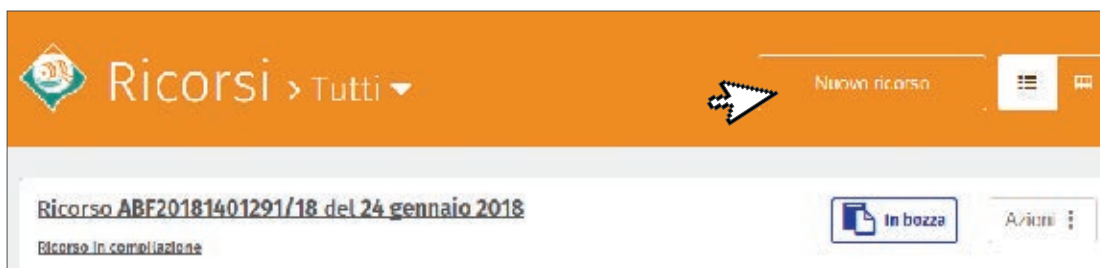 Ricorsi > Tutti
Nuovo ricorso
Ricorso ABF20181401291/18 del 24 gennaio 2018
In bozza
Azioni
Ricorso in compilazione